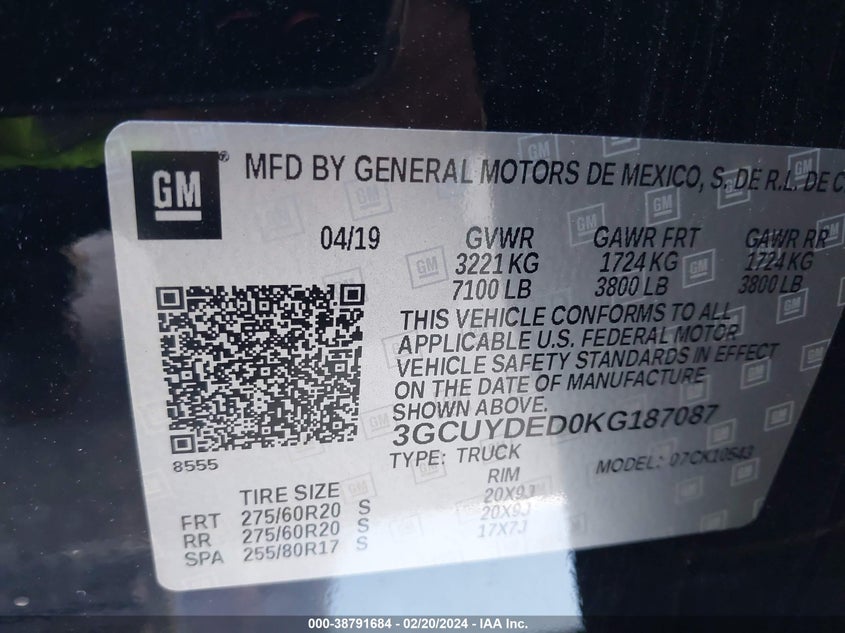 GM® MFD BY GENERAL MOTORS DE MEXICO, S. DE R.L. DE C
04/19 GVWR GAWR FRT GAWR RR
3221 KG 1724 KG 1724 KG
7100 LB 3800 LB 3800 LB
THIS VEHICLE CONFORMS TO ALL
APPLICABLE U.S. FEDERAL MOTOR
VEHICLE SAFETY STANDARDS IN EFFECT
ON THE DATE OF MANUFACTURE
SHOWN ABOVE.
3GCUYDED0KG187087
8555
TYPE: TRUCK MODEL: 07CK10543
TIRE SIZE RIM
FRT 275/60R20 S 20X9J
RR 275/60R20 S 20X9J
SPA 255/80R17 S 17X7J
000-38791684 - 02/20/2024 - IAA Inc.